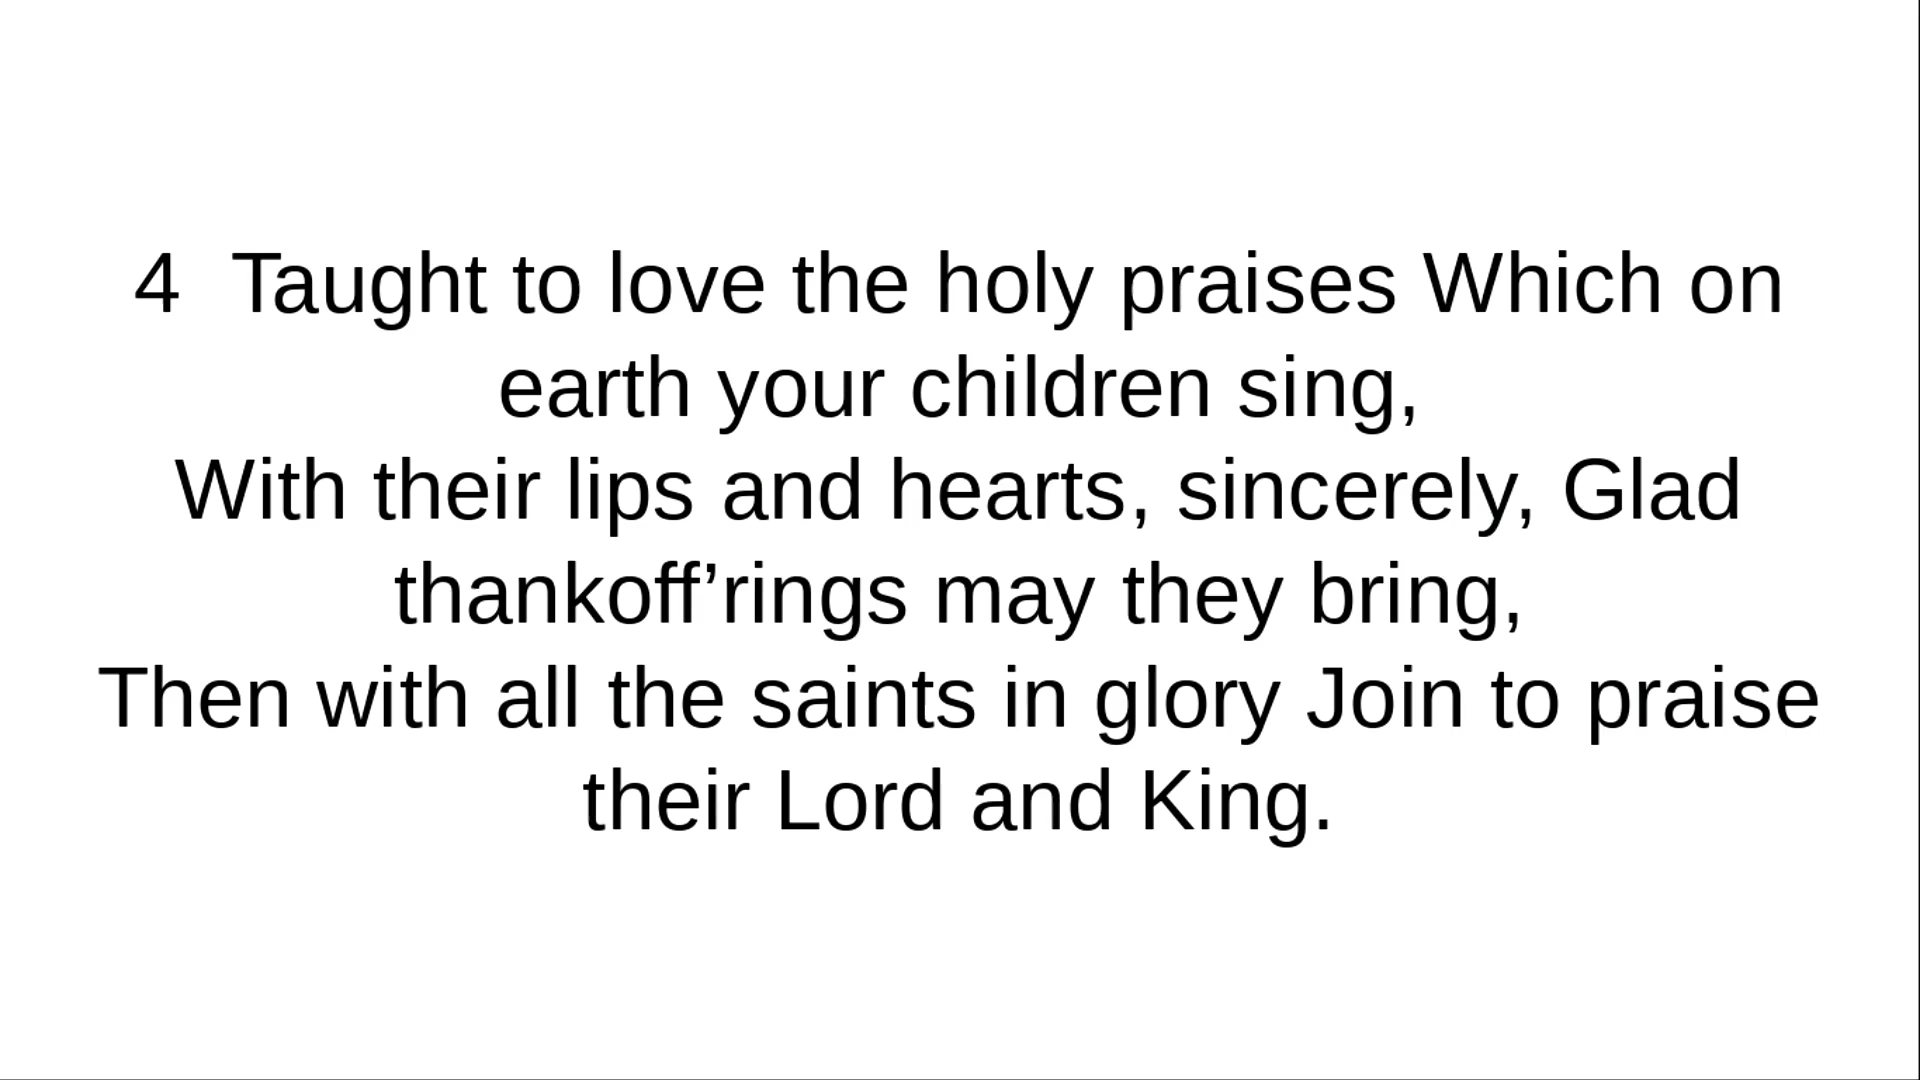 4  Taught to love the holy praises Which on
earth your children sing,
With their lips and hearts, sincerely, Glad
thankoff’rings may they bring,
Then with all the saints in glory Join to praise
their Lord and King.